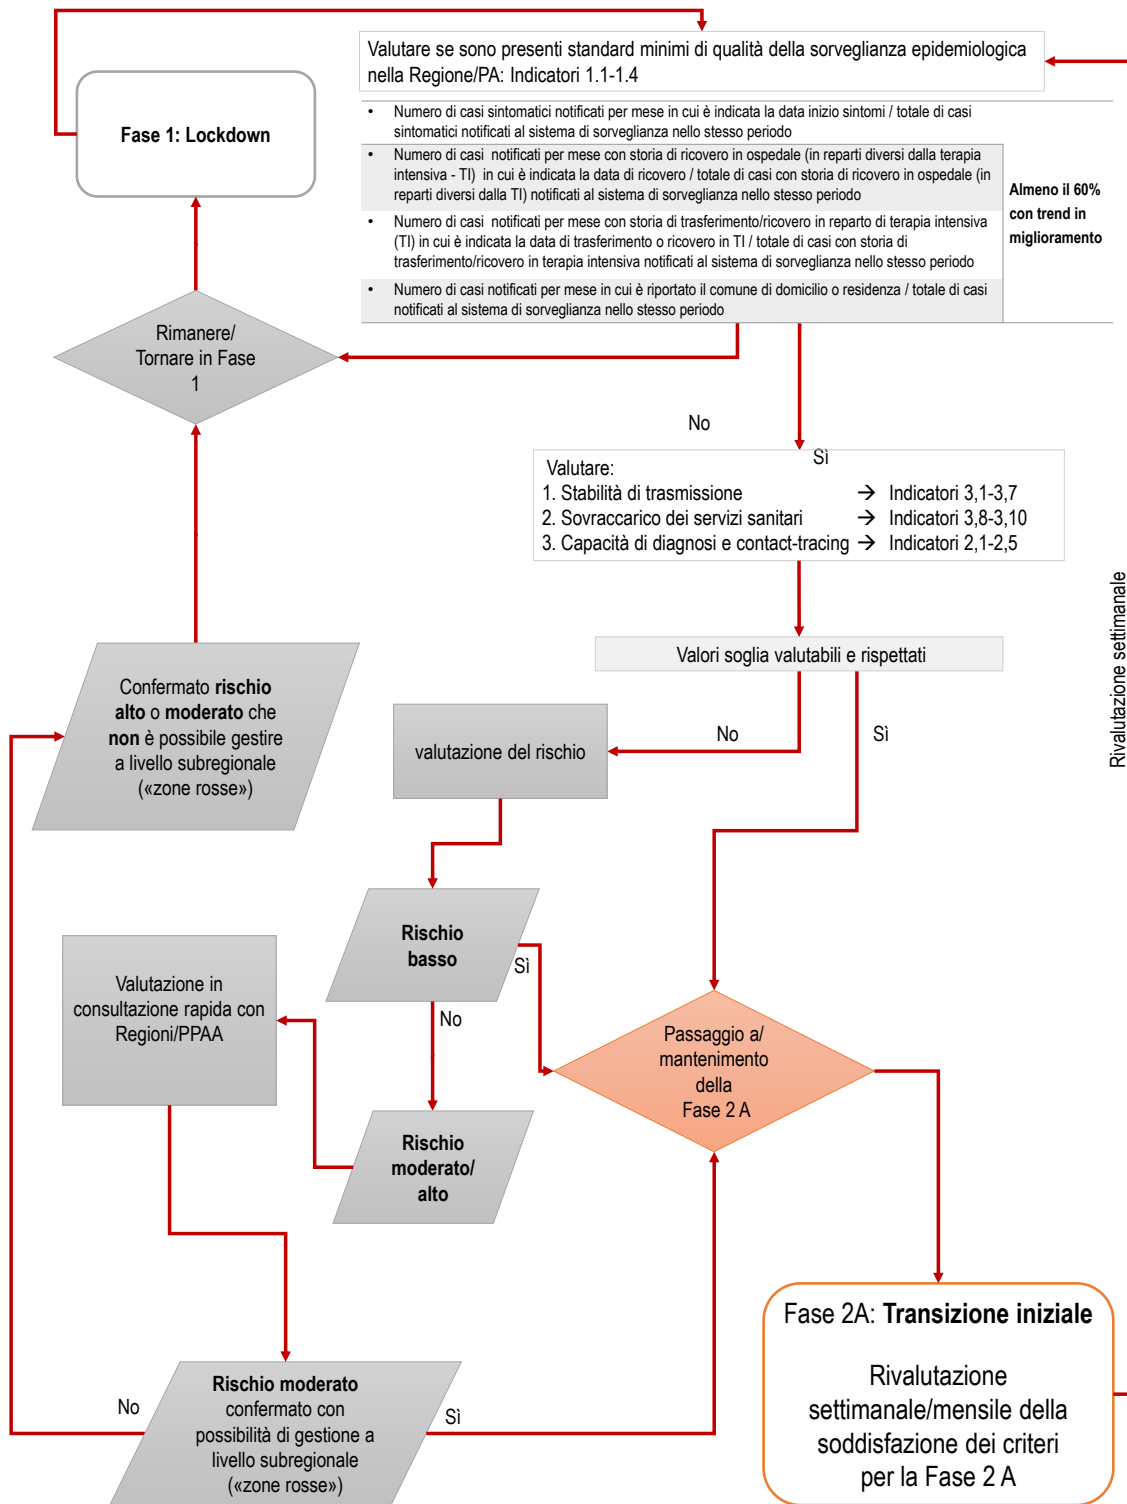 Valutare se sono presenti standard minimi di qualità della sorveglianza epidemiologica
nella Regione/PA: Indicatori 1.1-1.4
Fase 1: Lockdown
• Numero di casi sintomatici notificati per mese in cui è indicata la data inizio sintomi / totale di casi
sintomatici notificati al sistema di sorveglianza nello stesso periodo
• Numero di casi notificati per mese con storia di ricovero in ospedale (in reparti diversi dalla terapia
intensiva - TI) in cui è indicata la data di ricovero / totale di casi con storia di ricovero in ospedale (in
reparti diversi dalla TI) notificati al sistema di sorveglianza nello stesso periodo
• Numero di casi notificati per mese con storia di trasferimento/ricovero in reparto di terapia intensiva
(TI) in cui è indicata la data di trasferimento o ricovero in TI / totale di casi con storia di
trasferimento/ricovero in terapia intensiva notificati al sistema di sorveglianza nello stesso periodo
• Numero di casi notificati per mese in cui è riportato il comune di domicilio o residenza / totale di casi
notificati al sistema di sorveglianza nello stesso periodo
Almeno il 60%
con trend in
miglioramento
Rimanere/
Tornare in Fase
1
No
Sì
Valutare:
1. Stabilità di trasmissione → Indicatori 3,1-3,7
2. Sovraccarico dei servizi sanitari → Indicatori 3,8-3,10
3. Capacità di diagnosi e contact-tracing → Indicatori 2,1-2,5
Rivalutazione settimanale
Valori soglia valutabili e rispettati
Confermato rischio
alto o moderato che
non è possibile gestire
a livello subregionale
(«zone rosse»)
No
Sì
valutazione del rischio
Rischio
basso
Sì
No
Valutazione in
consultazione rapida con
Regioni/PPAA
Passaggio a/
mantenimento
della
Fase 2 A
Rischio
moderato/
alto
Fase 2A: Transizione iniziale
Rivalutazione
settimanale/mensile della
soddisfazione dei criteri
per la Fase 2 A
Rischio moderato
confermato con
possibilità di gestione a
livello subregionale
(«zone rosse»)
No
Sì